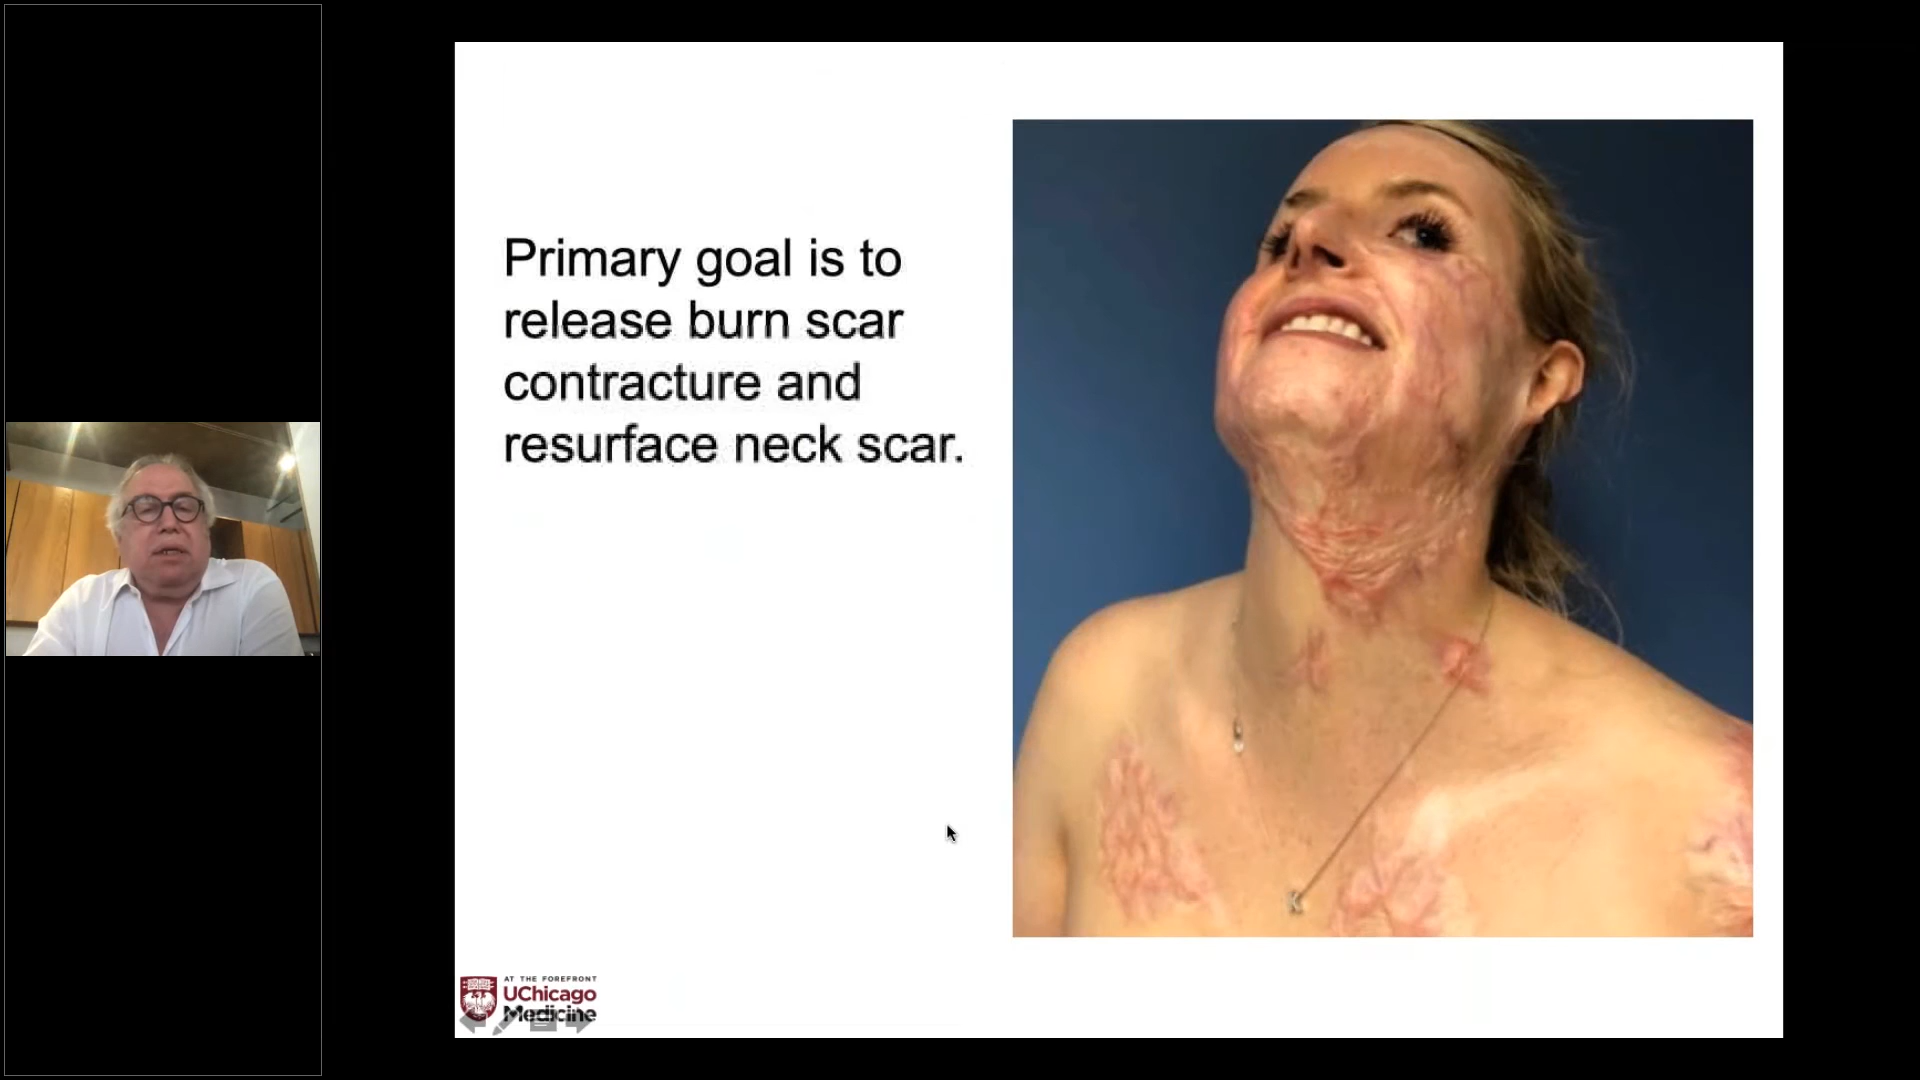 Primary goal is to
release burn scar
contracture and
resurface neck scar.
K
AT THE FOREFRONT
UChicago
Medicine